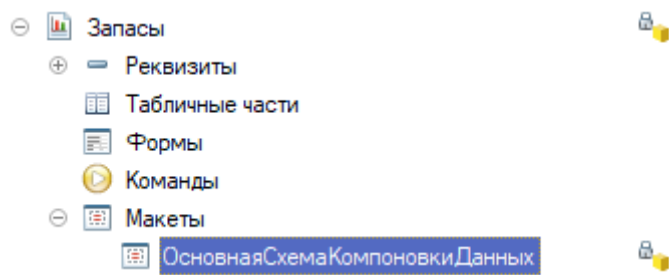 Запасы
Реквизиты
Табличные части
Формы
Команды
Макеты
ОсновнаяСхемаКомпоновкиДанных